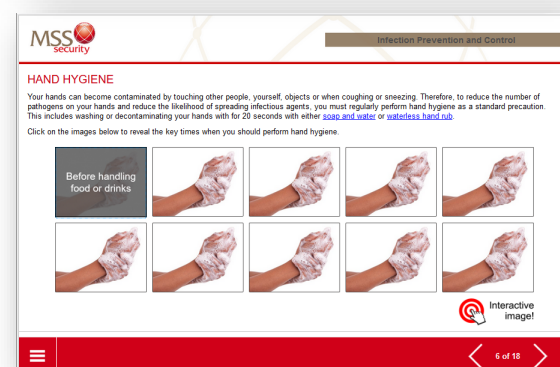 MSS
security
Infection Prevention and Control
HAND HYGIENE
Your hands can become contaminated by touching other people, yourself, objects or when coughing or sneezing. Therefore, to reduce the number of
pathogens on your hands and reduce the likelihood of spreading infectious agents, you must regularly perform hand hygiene as a standard precaution.
This includes washing or decontaminating your hands with for 20 seconds with either soap and water or waterless hand rub.
Click on the images below to reveal the key times when you should perform hand hygiene.
Before handling
food or drinks
Interactive
image!
6 of 18